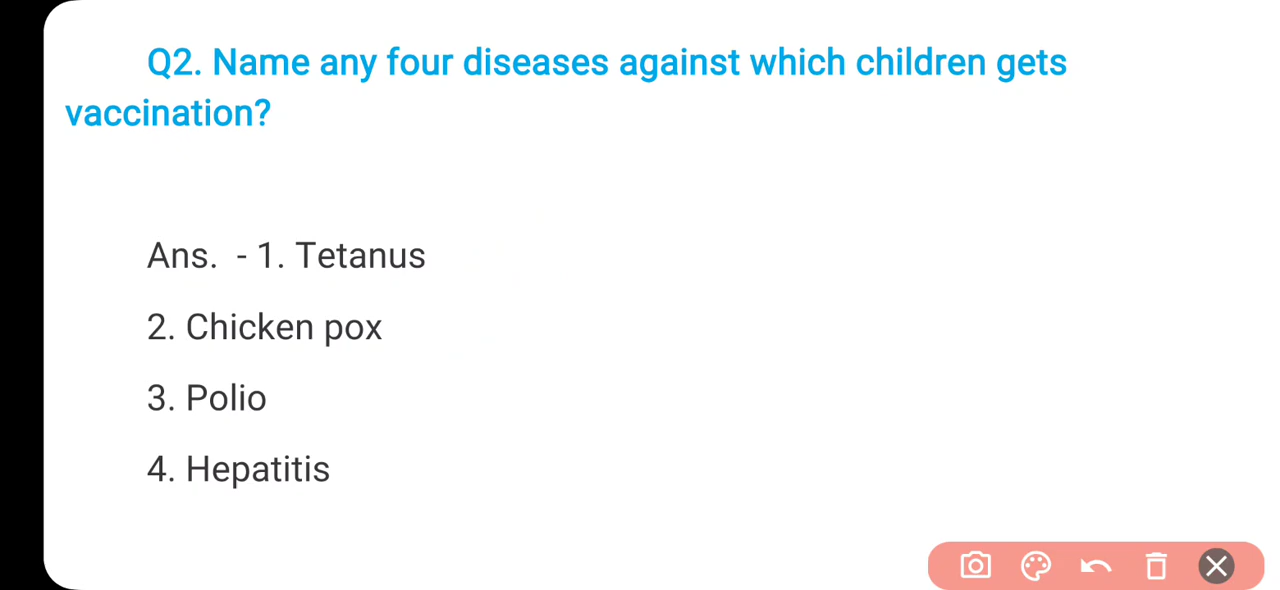 Q2. Name any four diseases against which children gets
vaccination?
Ans.  - 1. Tetanus
2. Chicken pox
3. Polio
4. Hepatitis